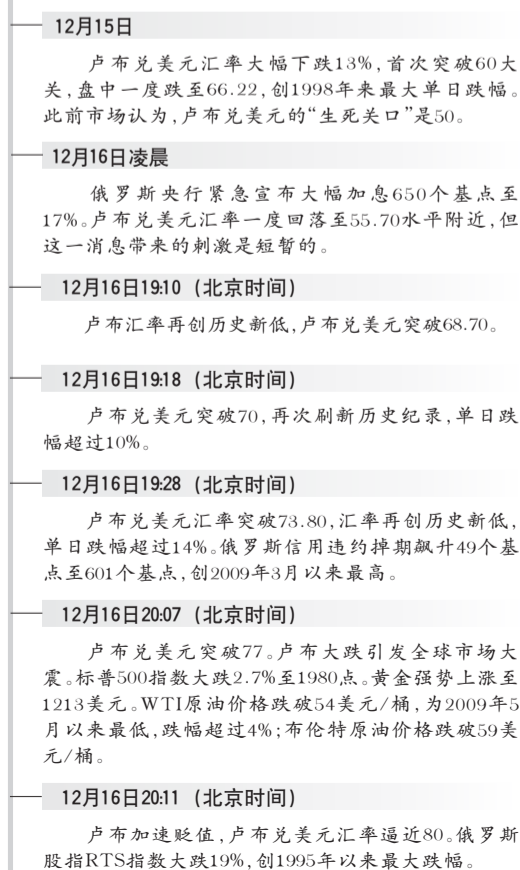 12月15日
卢布兑美元汇率大幅下跌13%,首次突破60大
关,盘中一度跌至66.22,创1998年来最大单日跌幅。
此前市场认为,卢布兑美元的“生死关口”是50。
12月16日凌晨
俄罗斯央行紧急宣布大幅加息650个基点至
17%。卢布兑美元汇率一度回落至55.70水平附近,但
这一消息带来的刺激是短暂的。
12月16日19:10（北京时间）
卢布汇率再创历史新低,卢布兑美元突破68.70。
12月16日19:18（北京时间）
卢布兑美元突破70,再次刷新历史纪录,单日跌
幅超过10%。
12月16日19:28（北京时间）
卢布兑美元汇率突破73.80,汇率再创历史新低,
单日跌幅超过14%。俄罗斯信用违约掉期飙升49个基
点至601个基点,创2009年3月以来最高。
12月16日20:07（北京时间）
卢布兑美元突破77。卢布大跌引发全球市场大
震。标普500指数大跌2.7%至1980点。黄金强势上涨至
1213美元。WTI原油价格跌破54美元/桶,为2009年5
月以来最低,跌幅超过4%;布伦特原油价格跌破59美
元/桶。
12月16日20:11（北京时间）
卢布加速贬值,卢布兑美元汇率逼近80。俄罗斯
股指RTS指数大跌19%,创1995年以来最大跌幅。